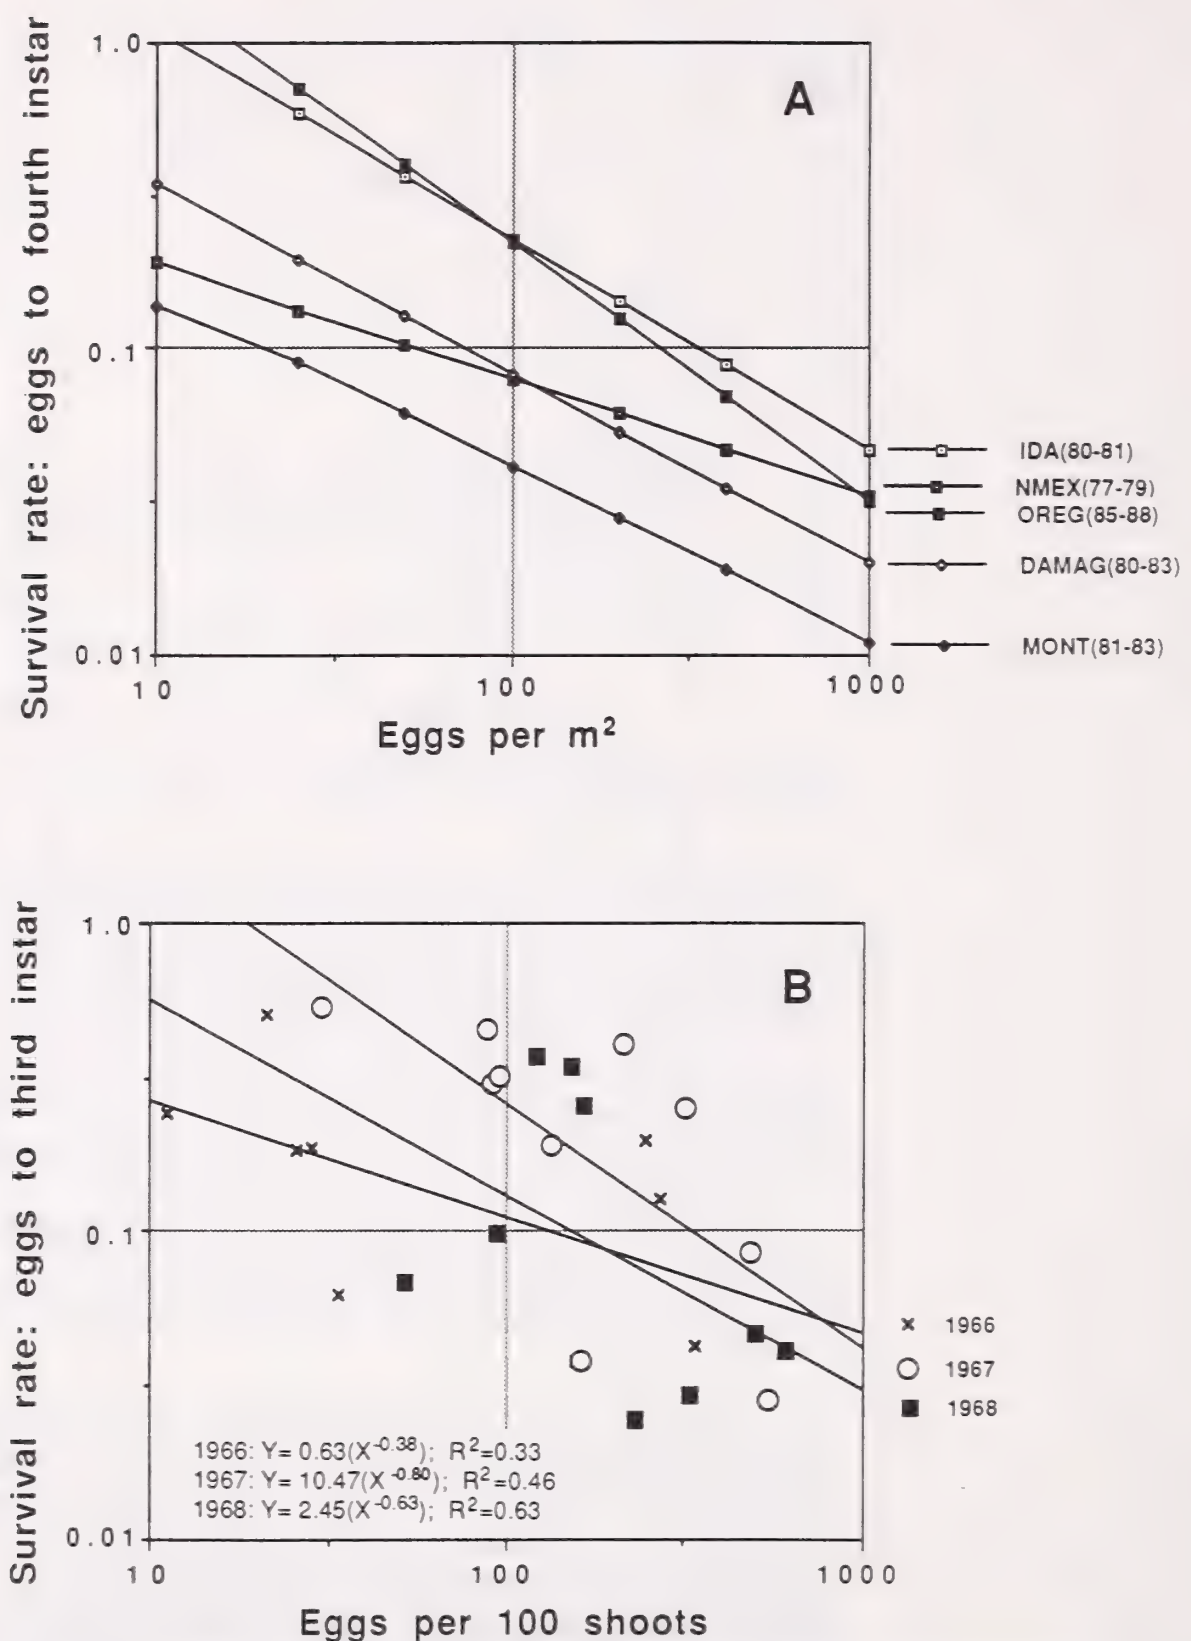 Survival rate: eggs to fourth instar
1.0
0.1
0.01
A
10
100
1000
Eggs per m²
IDA(80-81)
NMEX(77-79)
OREG(85-88)
DAMAG(80-83)
MONT(81-83)
Survival rate: eggs to third instar
1.0
0.1
0.01
B
1966: Y= 0.63(X^-0.38); R²=0.33
1967: Y= 10.47(X^-0.80); R²=0.46
1968: Y= 2.45(X^-0.63); R²=0.63
10
100
1000
Eggs per 100 shoots
x 1966
1967
1968